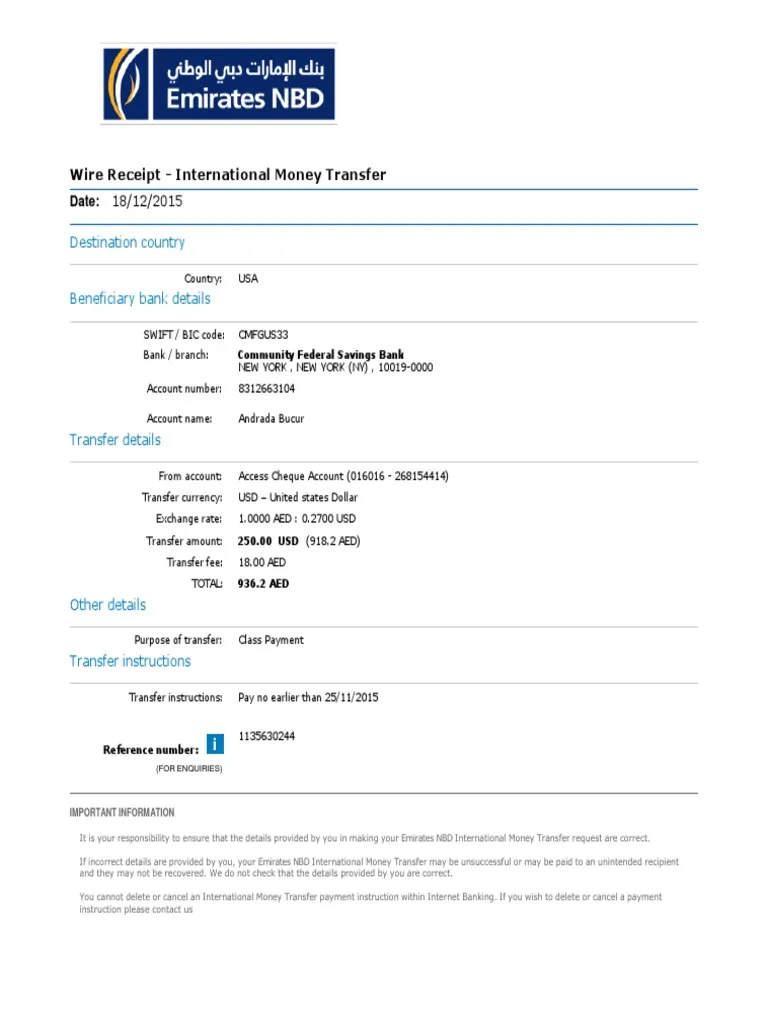 بنك الإمارات دبي الوطني
Emirates NBD
Wire Receipt - International Money Transfer
Date: 18/12/2015
Destination country
Country: USA
Beneficiary bank details
SWIFT / BIC code: CMFGUS33
Bank / branch: Community Federal Savings Bank
NEW YORK , NEW YORK (NY) , 10019-0000
Account number: 8312663104
Account name: Andrada Bucur
Transfer details
From account: Access Cheque Account (016016 - 268154414)
Transfer currency: USD – United states Dollar
Exchange rate: 1.0000 AED : 0.2700 USD
Transfer amount: 250.00 USD (918.2 AED)
Transfer fee: 18.00 AED
TOTAL: 936.2 AED
Other details
Purpose of transfer: Class Payment
Transfer instructions
Transfer instructions: Pay no earlier than 25/11/2015
Reference number: i 1135630244
(FOR ENQUIRIES)
IMPORTANT INFORMATION
It is your responsibility to ensure that the details provided by you in making your Emirates NBD International Money Transfer request are correct.
If incorrect details are provided by you, your Emirates NBD International Money Transfer may be unsuccessful or may be paid to an unintended recipient
and they may not be recovered. We do not check that the details provided by you are correct.
You cannot delete or cancel an International Money Transfer payment instruction within Internet Banking. If you wish to delete or cancel a payment
instruction please contact us